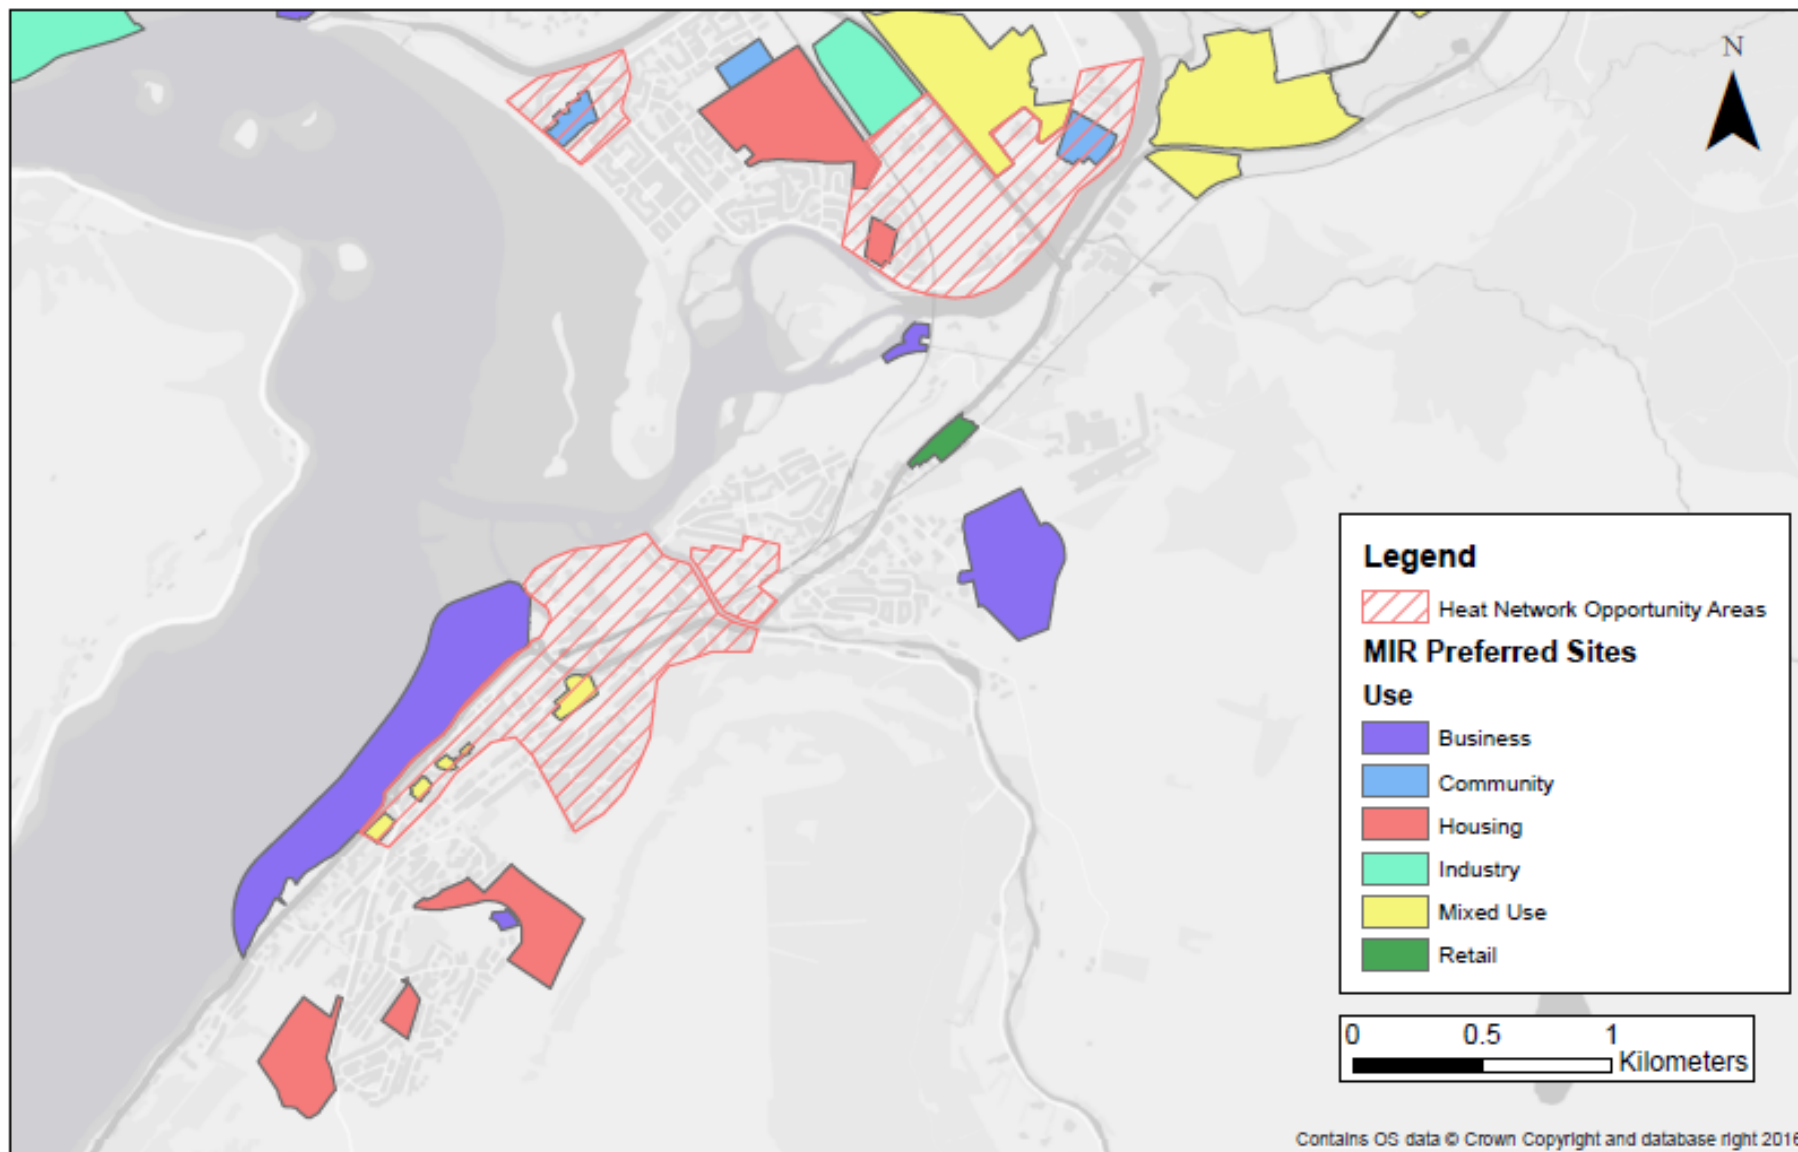 N
Legend
Heat Network Opportunity Areas
MIR Preferred Sites
Use
Business
Community
Housing
Industry
Mixed Use
Retail
0 0.5 1
Kilometers
Contains OS data © Crown Copyright and database right 2016